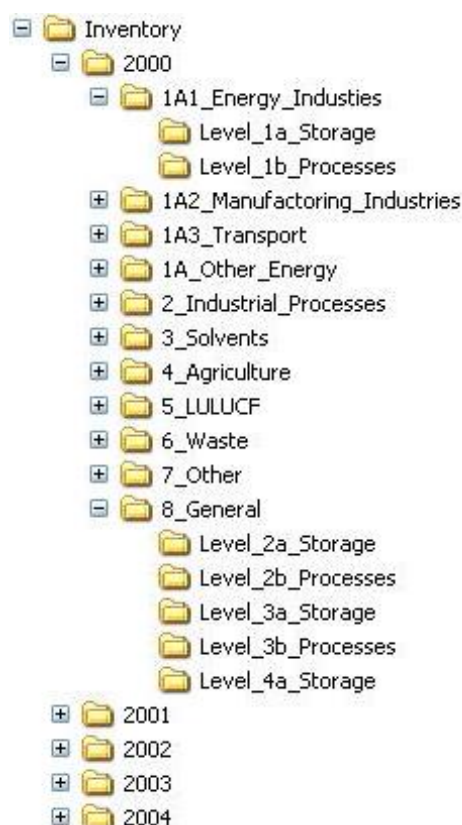 Inventory
2000
1A1_Energy_Industies
Level_1a_Storage
Level_1b_Processes
1A2_Manufactoring_Industries
1A3_Transport
1A_Other_Energy
2_Industrial_Processes
3_Solvents
4_Agriculture
5_LULUCF
6_Waste
7_Other
8_General
Level_2a_Storage
Level_2b_Processes
Level_3a_Storage
Level_3b_Processes
Level_4a_Storage
2001
2002
2003
2004